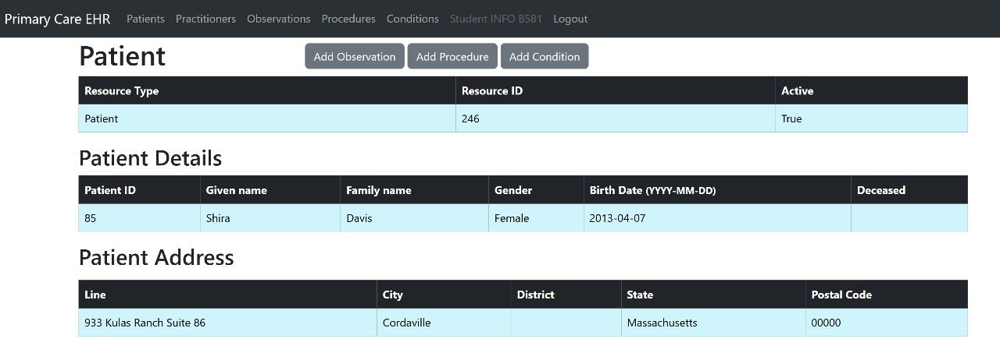 Primary Care EHR Patients Practitioners Observations Procedures Conditions Student INFO B581 Logout
Patient Add Observation Add Procedure Add Condition
Resource Type Resource ID Active
Patient 246 True
Patient Details
Patient ID Given name Family name Gender Birth Date (YYYY-MM-DD) Deceased
85 Shira Davis Female 2013-04-07
Patient Address
Line City District State Postal Code
933 Kulas Ranch Suite 86 Cordaville Massachusetts 00000